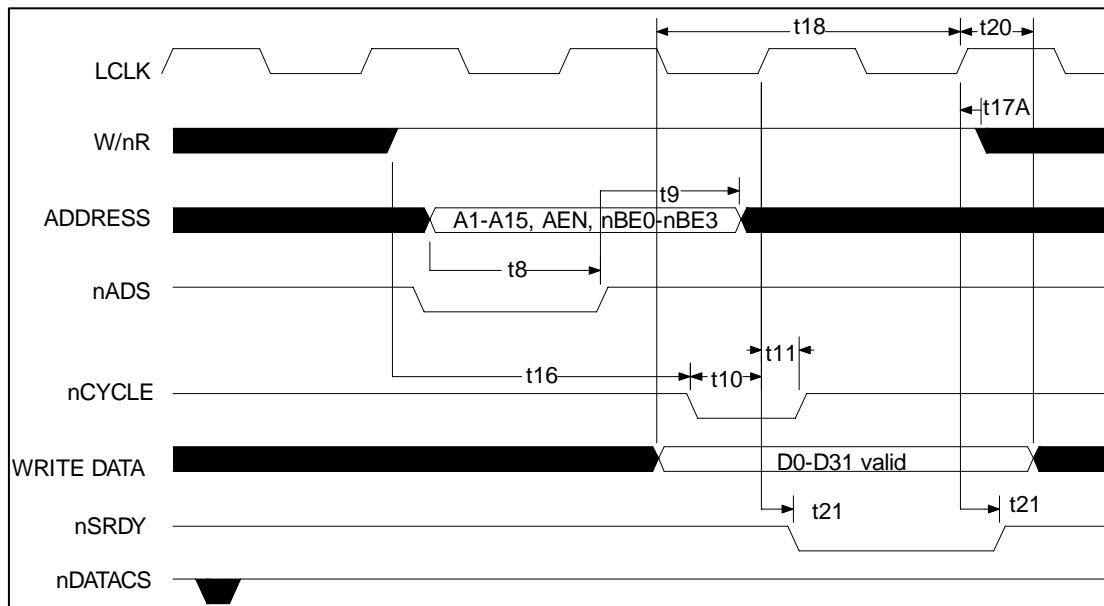 t18
t20
LCLK
t17A
W/nR
t9
ADDRESS
A1-A15, AEN, nBE0-nBE3
t8
nADS
t11
t16
t10
nCYCLE
WRITE DATA
D0-D31 valid
nSRDY
t21
t21
nDATACS